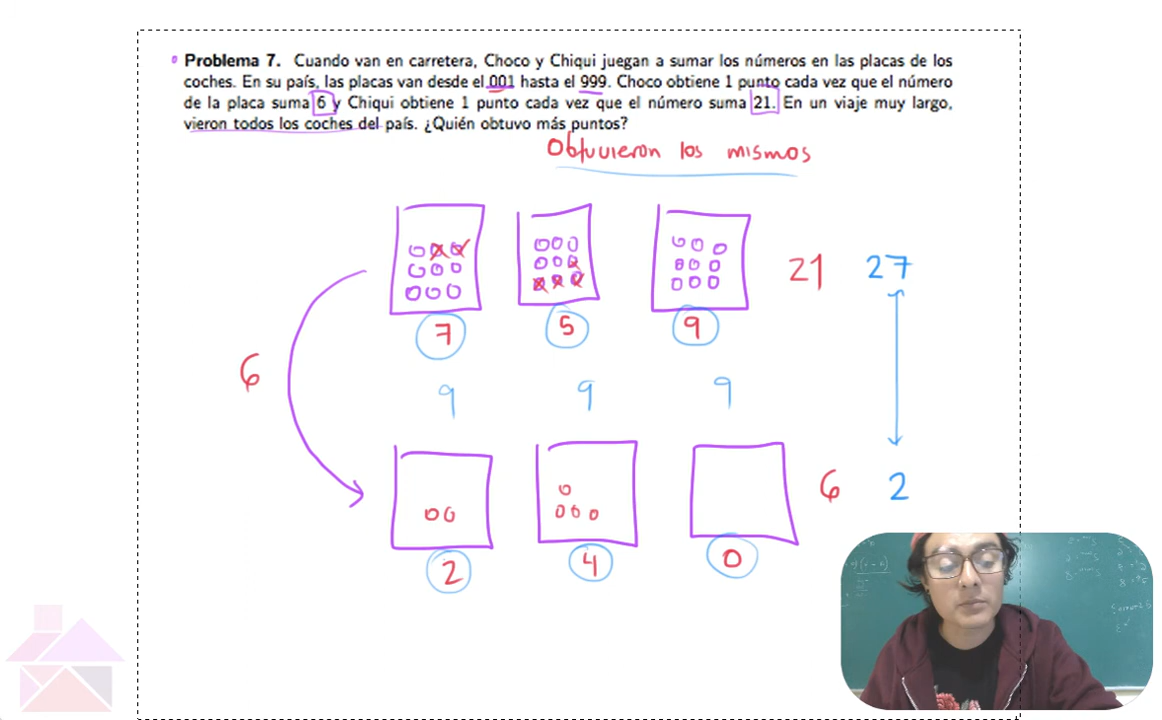 Problema 7. Cuando van en carretera, Choco y Chiqui juegan a sumar los números en las placas de los
coches. En su país, las placas van desde el 001 hasta el 999. Choco obtiene 1 punto cada vez que el número
de la placa suma 6 y Chiqui obtiene 1 punto cada vez que el número suma 21. En un viaje muy largo,
vieron todos los coches del país. ¿Quién obtuvo más puntos?
Obtuvieron los mismos
21 27
7 5 9
6
9 9 9
6 2
2 4 0